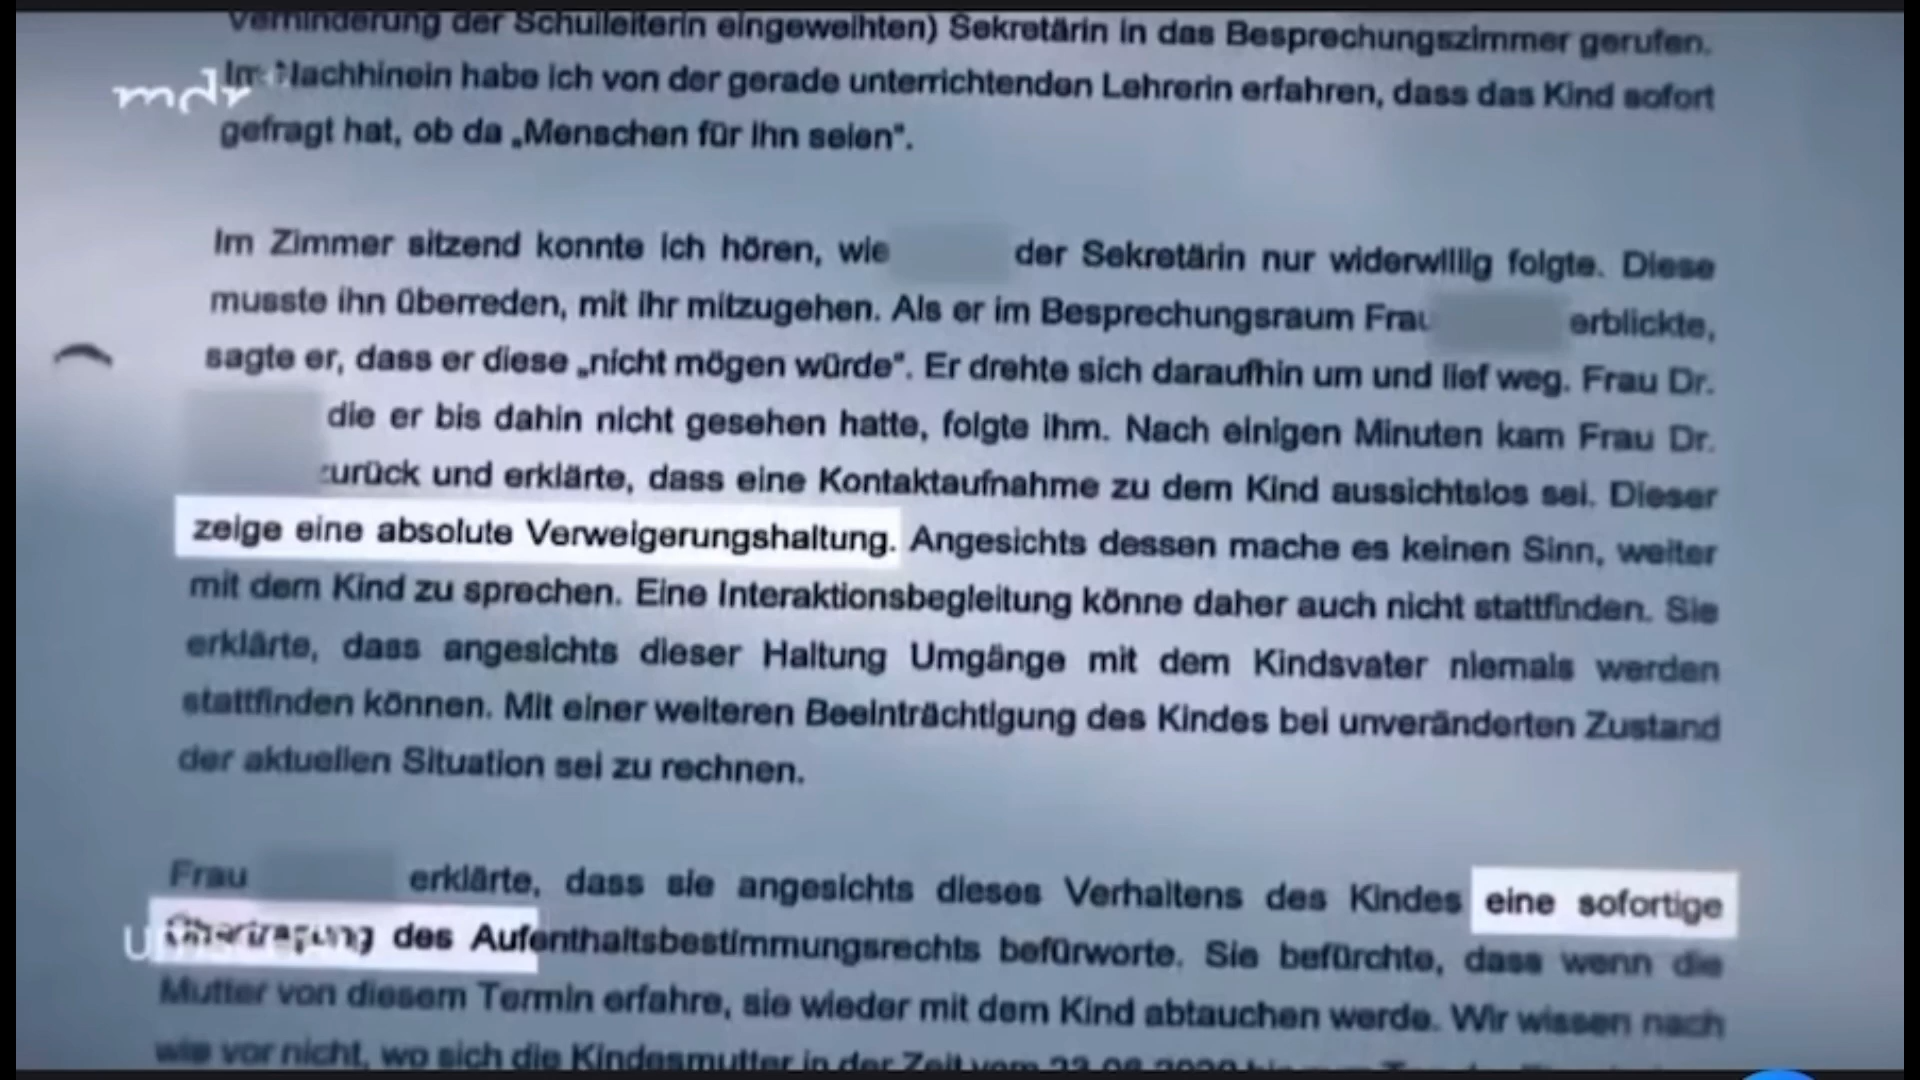 Verhinderung der Schulleiterin eingeweihten) Sekretärin in das Besprechungszimmer gerufen.
mdr
Im Nachhinein habe ich von der gerade unterrichtenden Lehrerin erfahren, dass das Kind sofort
gefragt hat, ob da „Menschen für ihn seien“.
Im Zimmer sitzend konnte ich hören, wie der Sekretärin nur widerwillig folgte. Diese
musste ihn überreden, mit ihr mitzugehen. Als er im Besprechungsraum Frau erblickte,
sagte er, dass er diese „nicht mögen würde“. Er drehte sich daraufhin um und lief weg. Frau Dr.
die er bis dahin nicht gesehen hatte, folgte ihm. Nach einigen Minuten kam Frau Dr.
zurück und erklärte, dass eine Kontaktaufnahme zu dem Kind aussichtslos sei. Dieser
zeige eine absolute Verweigerungshaltung. Angesichts dessen mache es keinen Sinn, weiter
mit dem Kind zu sprechen. Eine Interaktionsbegleitung könne daher auch nicht stattfinden. Sie
erklärte, dass angesichts dieser Haltung Umgänge mit dem Kindsvater niemals werden
stattfinden können. Mit einer weiteren Beeinträchtigung des Kindes bei unveränderten Zustand
der aktuellen Situation sei zu rechnen.
Frau erklärte, dass sie angesichts dieses Verhaltens des Kindes eine sofortige
Übertragung des Aufenthaltsbestimmungsrechts befürworte. Sie befürchte, dass wenn die
Mutter von diesem Termin erfahre, sie wieder mit dem Kind abtauchen werde. Wir wissen nach
wie vor nicht, wo sich die Kindesmutter in der Zeit vom